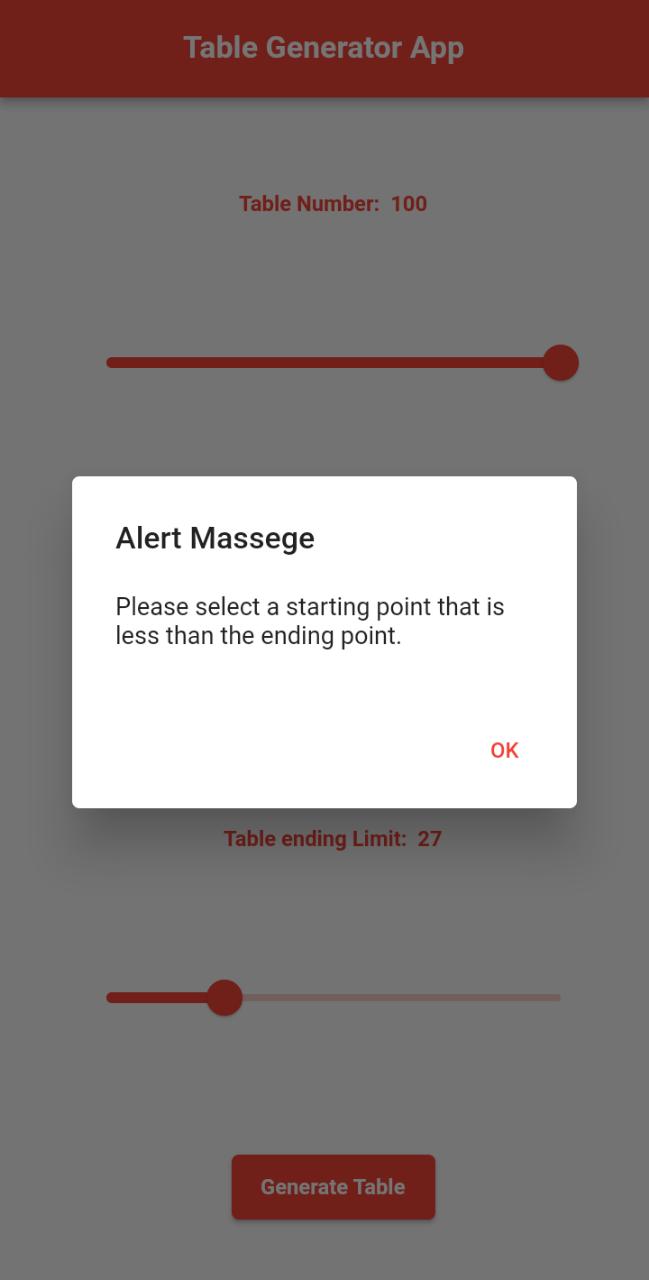 Table Generator App
Table Number: 100
Alert Massege
Please select a starting point that is
less than the ending point.
OK
Table ending Limit: 27
Generate Table